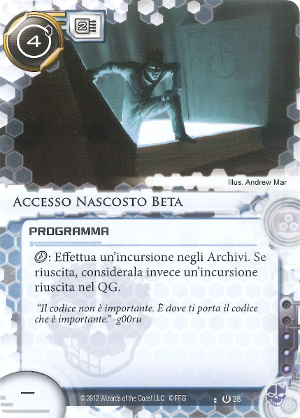 4
2
Illus. Andrew Mar
ACCESSO NASCOSTO BETA
PROGRAMMA
: Effettua un'incursione negli Archivi. Se
riuscita, considerala invece un'incursione
riuscita nel QG.
"Il codice non è importante. È dove ti porta il codice
che è importante." -g00ru
–
© 2012 Wizards of the Coast LLC. © FFG
26